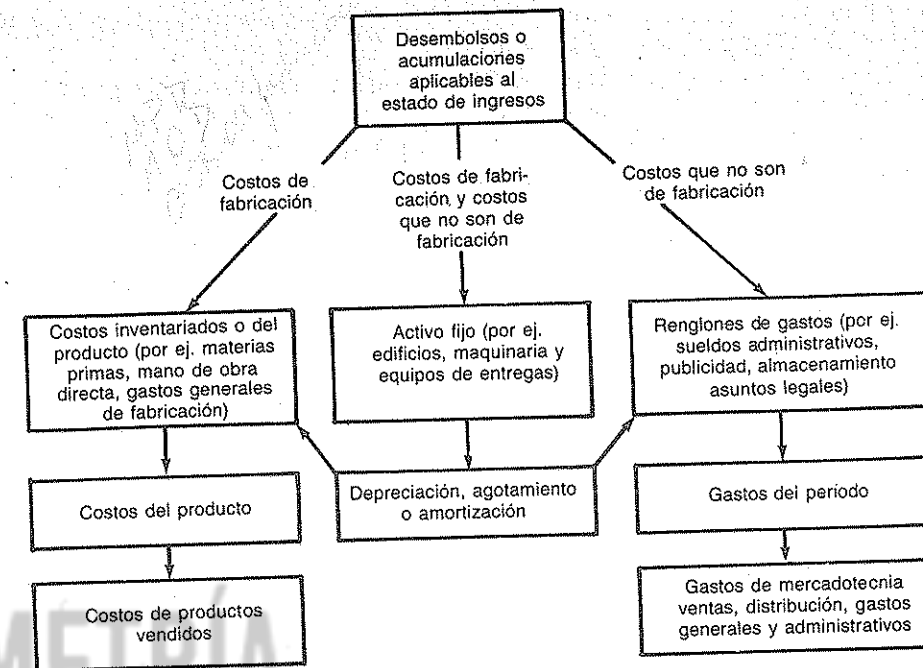 Desembolsos o
acumulaciones
aplicables al
estado de ingresos
Costos de
fabricación
Costos de fabri-
cación y costos
que no son de
fabricación
Costos que no son
de fabricación
Costos inventariados o del
producto (por ej. materias
primas, mano de obra
directa, gastos generales
de fabricación)
Activo fijo (por ej.
edificios, maquinaria y
equipos de entregas)
Renglones de gastos (por ej.
sueldos administrativos,
publicidad, almacenamiento
asuntos legales)
Costos del producto
Depreciación, agotamiento
o amortización
Gastos del período
Costos de productos
vendidos
Gastos de mercadotecnia
ventas, distribución, gastos
generales y administrativos